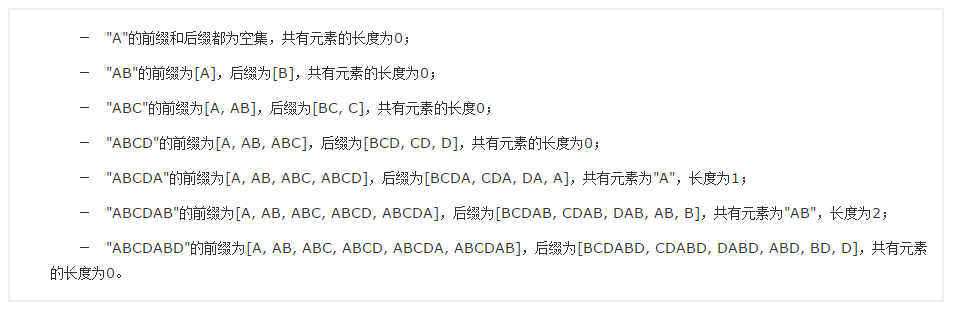 － "A"的前缀和后缀都为空集，共有元素的长度为0；
－ "AB"的前缀为[A]，后缀为[B]，共有元素的长度为0；
－ "ABC"的前缀为[A, AB]，后缀为[BC, C]，共有元素的长度0；
－ "ABCD"的前缀为[A, AB, ABC]，后缀为[BCD, CD, D]，共有元素的长度为0；
－ "ABCDA"的前缀为[A, AB, ABC, ABCD]，后缀为[BCDA, CDA, DA, A]，共有元素为"A"，长度为1；
－ "ABCDAB"的前缀为[A, AB, ABC, ABCD, ABCDA]，后缀为[BCDAB, CDAB, DAB, AB, B]，共有元素为"AB"，长度为2；
－ "ABCDABD"的前缀为[A, AB, ABC, ABCD, ABCDA, ABCDAB]，后缀为[BCDABD, CDABD, DABD, ABD, BD, D]，共有元素
的长度为0。